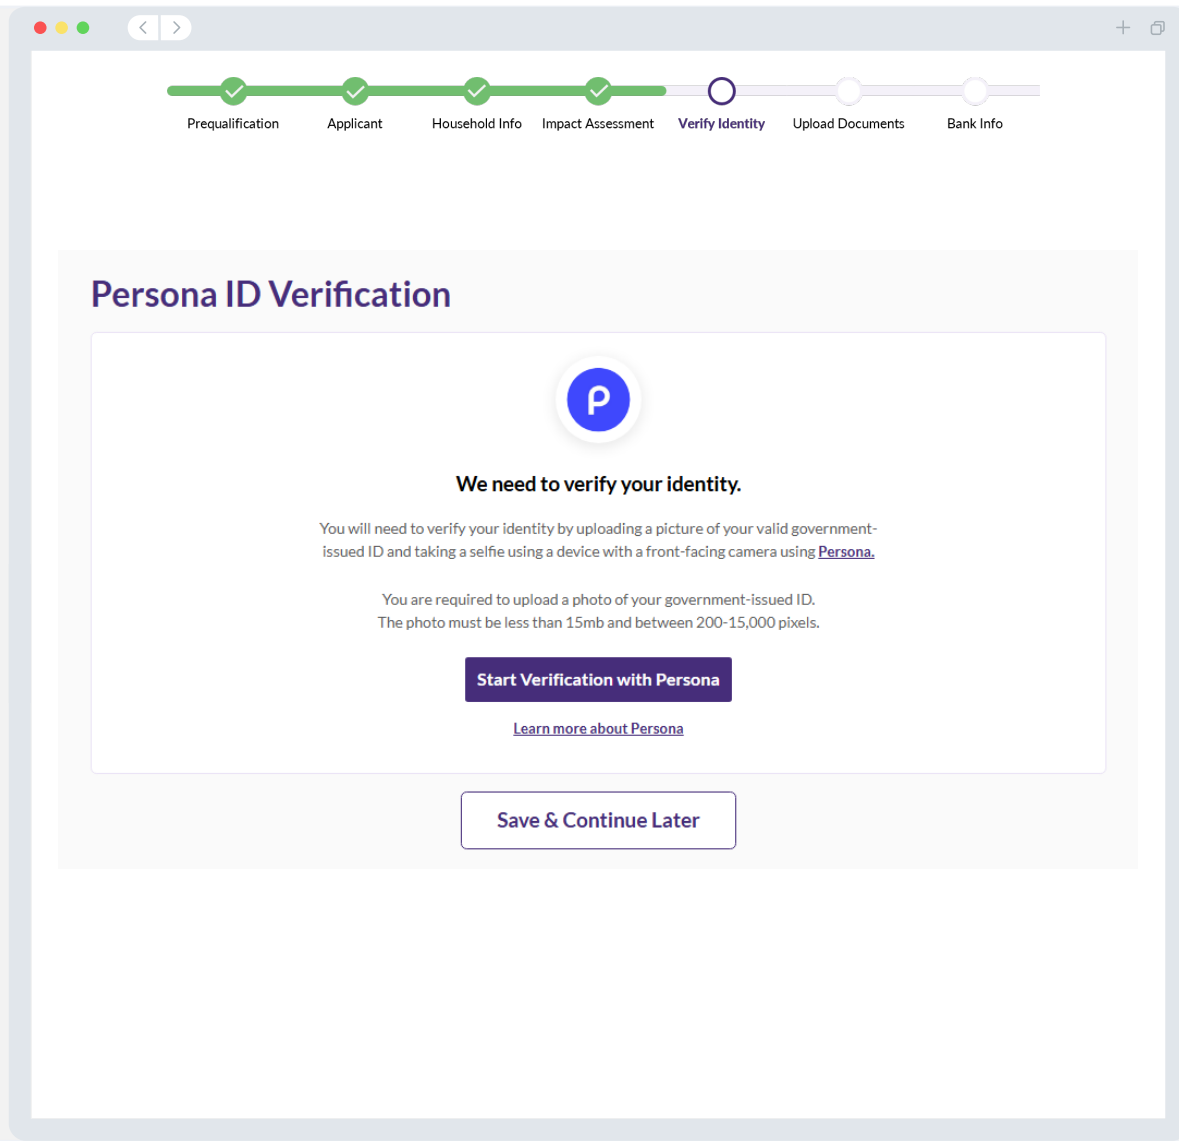 Prequalification
Applicant
Household Info
Impact Assessment
Verify Identity
Upload Documents
Bank Info
Persona ID Verification
We need to verify your identity.
You will need to verify your identity by uploading a picture of your valid government-
issued ID and taking a selfie using a device with a front-facing camera using Persona.
You are required to upload a photo of your government-issued ID.
The photo must be less than 15mb and between 200-15,000 pixels.
Start Verification with Persona
Learn more about Persona
Save & Continue Later